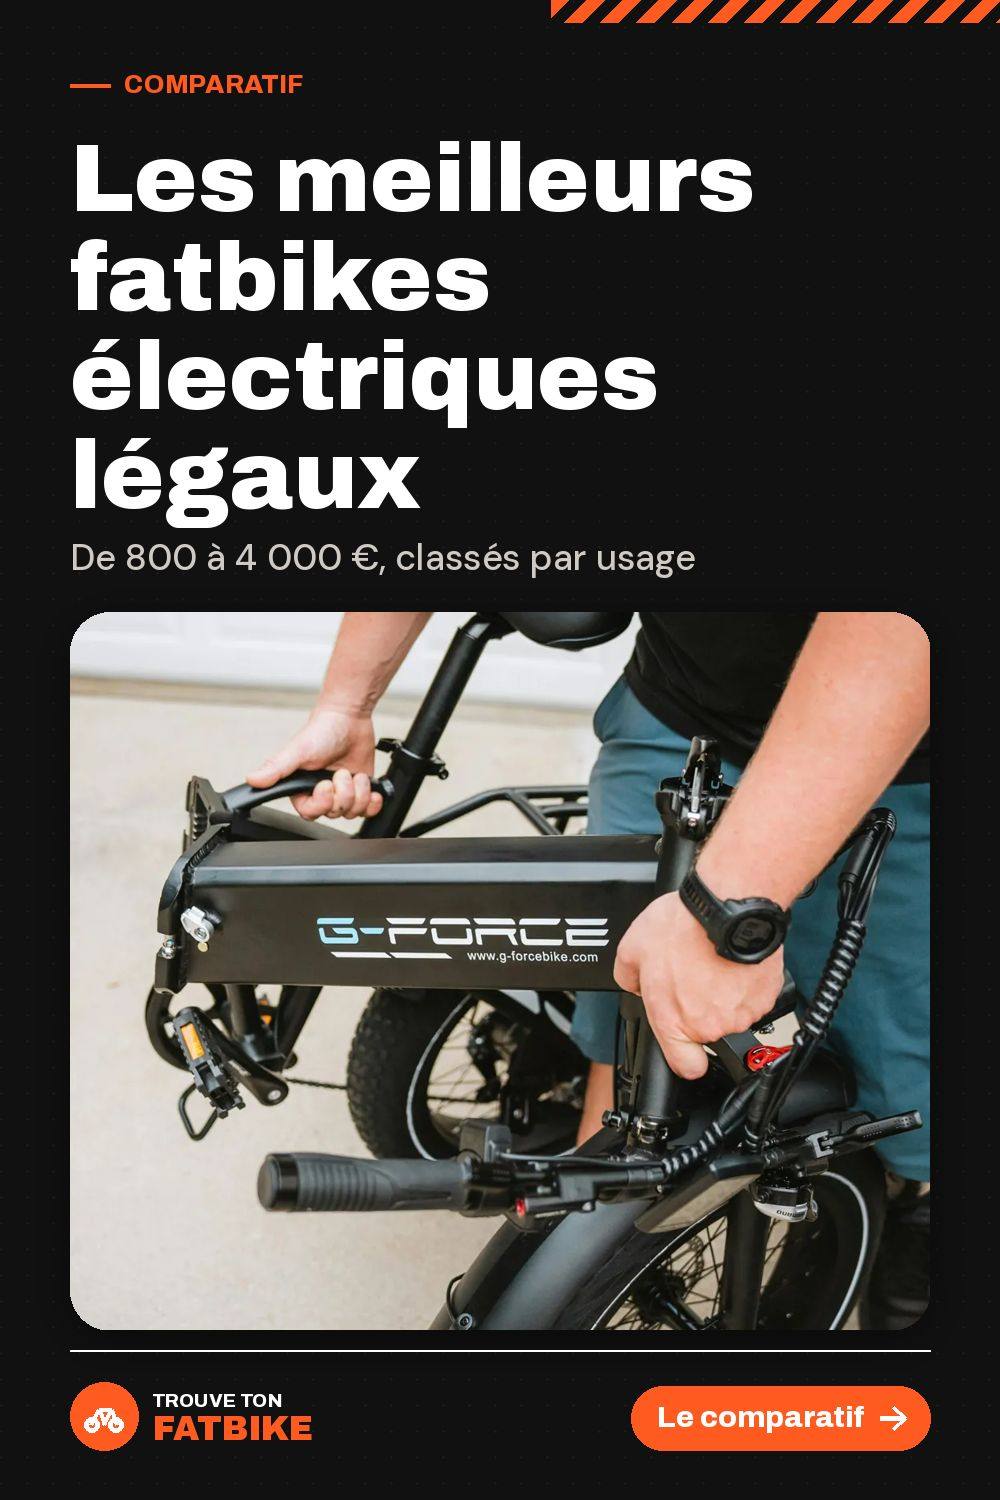 COMPARATIF
Les meilleurs
fatbikes
électriques
légaux
De 800 à 4 000 €, classés par usage
G-FORCE
www.g-forcebike.com
TROUVE TON
FATBIKE
Le comparatif →